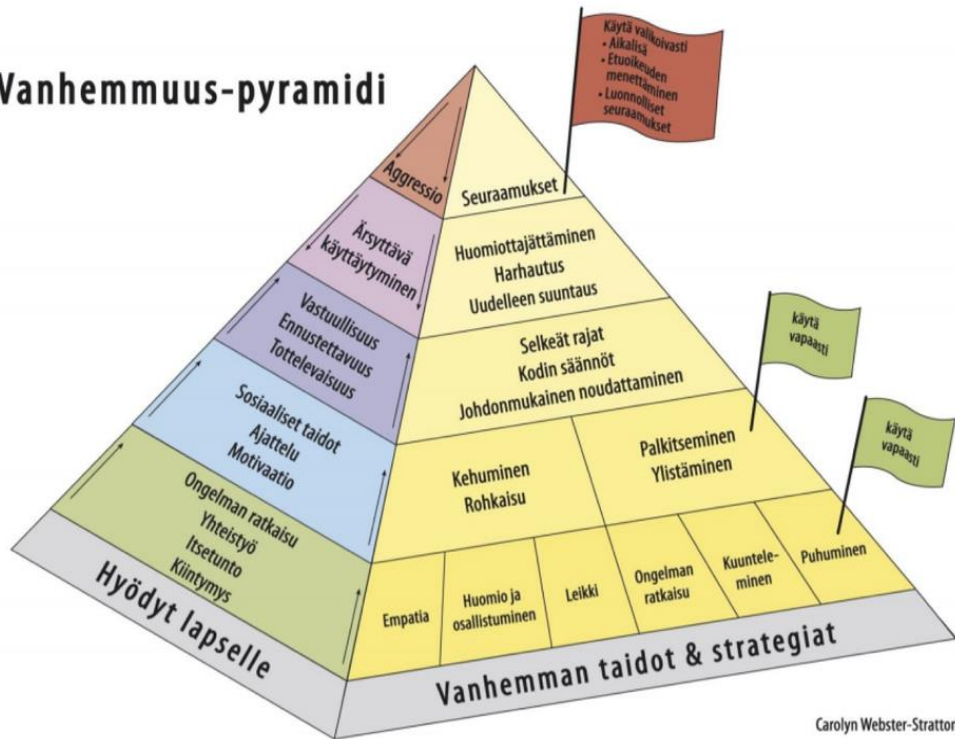 Vanhemmuus-pyramidi
Käytä valikoivasti
• Aikalisä
• Etuoikeuden
menettäminen
• Luonnolliset
seuraamukset
Aggressio
Seuraamukset
Ärsyttävä
käyttäytyminen
Huomiottajättäminen
Harhautus
Uudelleen suuntaus
Vastuullisuus
Ennustettavuus
Tottelevaisuus
Selkeät rajat
Kodin säännöt
Johdonmukainen noudattaminen
käytä
vapaasti
Sosiaaliset taidot
Ajattelu
Motivaatio
Kehuminen
Rohkaisu
Palkitseminen
Ylistäminen
käytä
vapaasti
Ongelman ratkaisu
Yhteistyö
Itsetunto
Kiintymys
Empatia
Huomio ja
osallistuminen
Leikki
Ongelman
ratkaisu
Kuuntele-
minen
Puhuminen
Hyödyt lapselle
Vanhemman taidot & strategiat
Carolyn Webster-Stratton